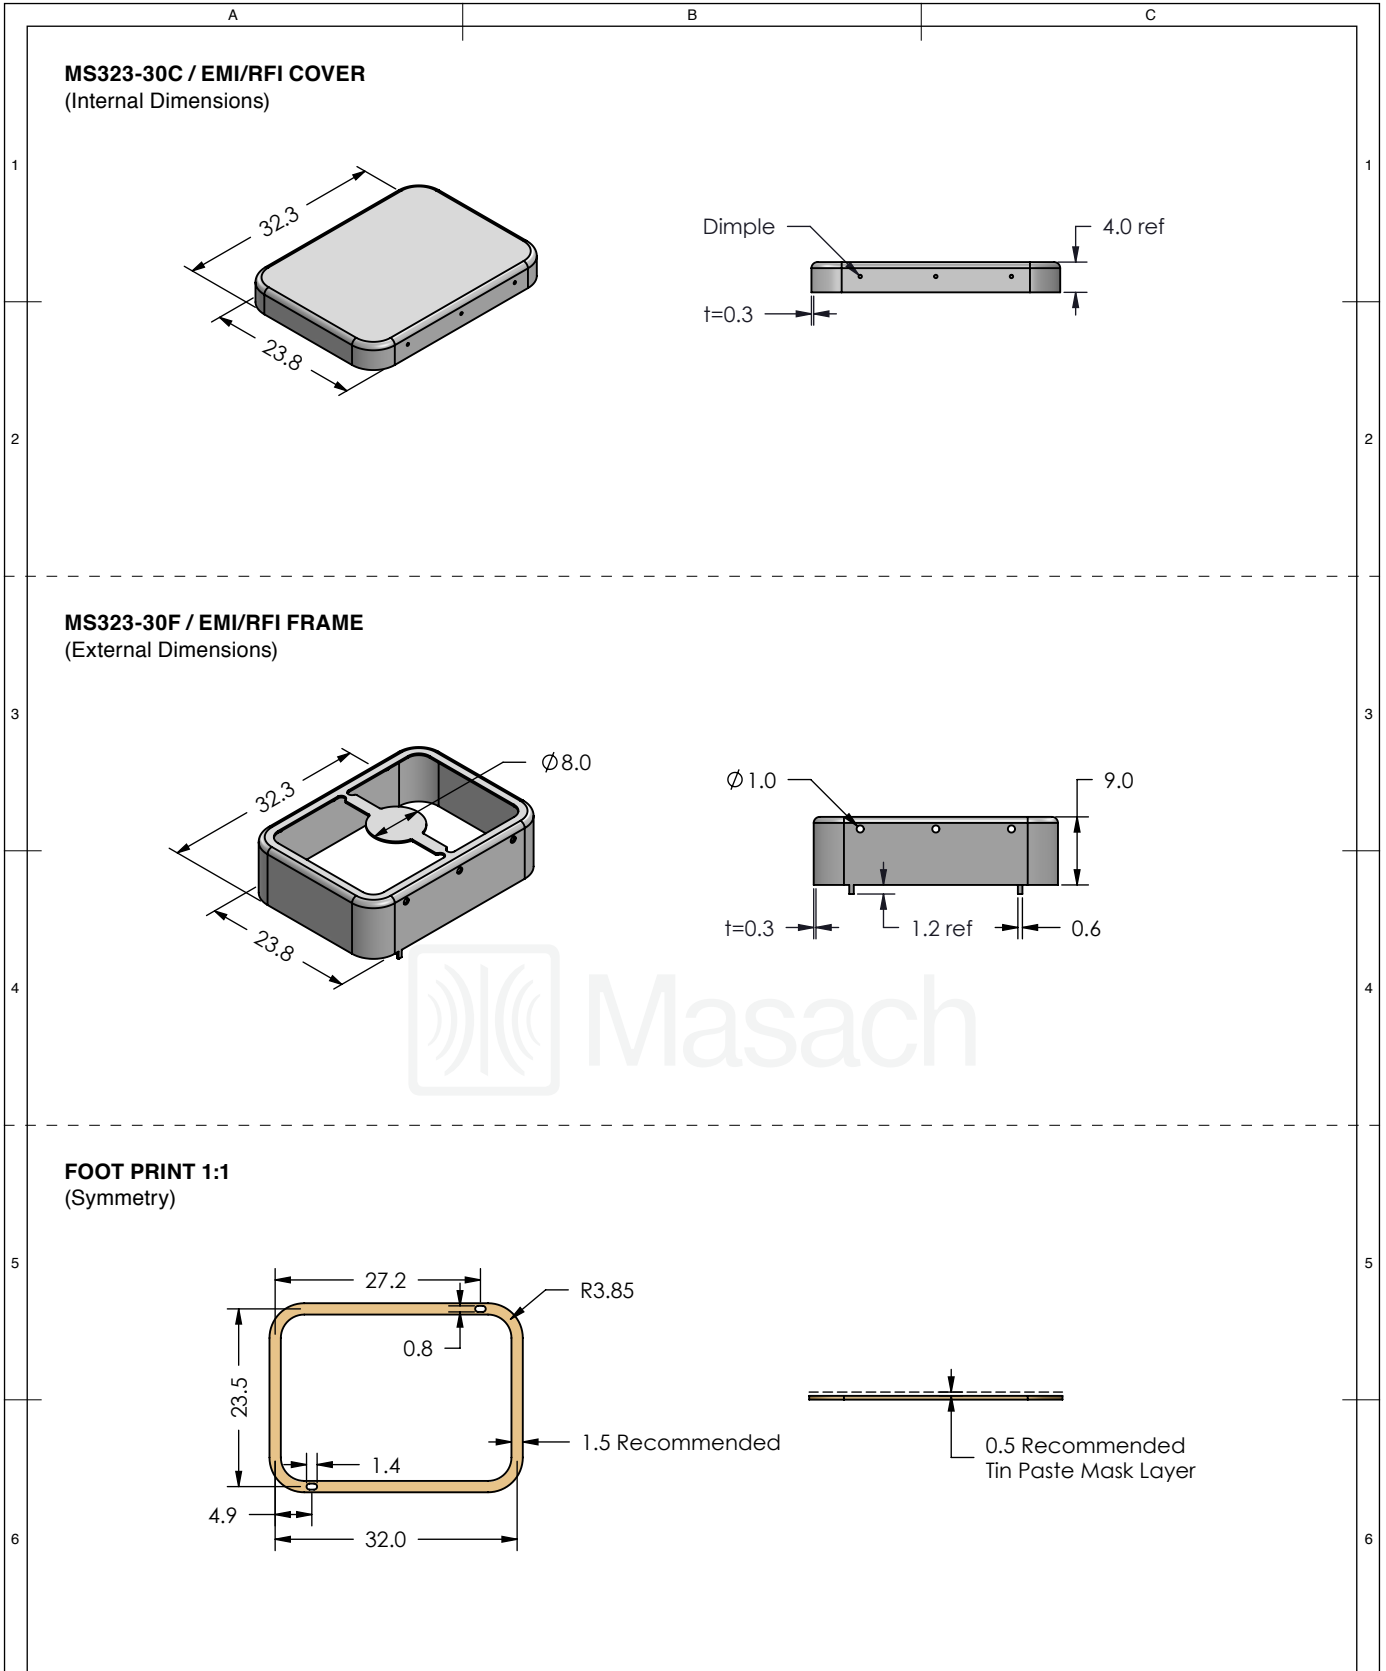 A B C
MS323-30C / EMI/RFI COVER
(Internal Dimensions)
1 1
32.3
23.8
Dimple
4.0 ref
t=0.3
2 2
MS323-30F / EMI/RFI FRAME
(External Dimensions)
3 3
32.3
Ø8.0
23.8
Ø1.0
9.0
t=0.3
1.2 ref
0.6
Masach
4 4
FOOT PRINT 1:1
(Symmetry)
5 5
27.2
R3.85
0.8
23.5
1.5 Recommended
1.4
4.9
32.0
0.5 Recommended
Tin Paste Mask Layer
6 6